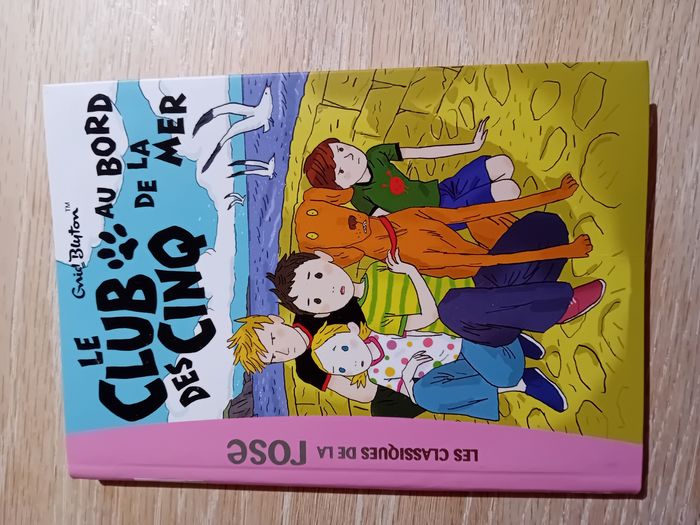 Enid Blyton™
LE
CLUB
DES CINQ
AU BORD
DE LA
MER
LES CLASSIQUES DE LA rose